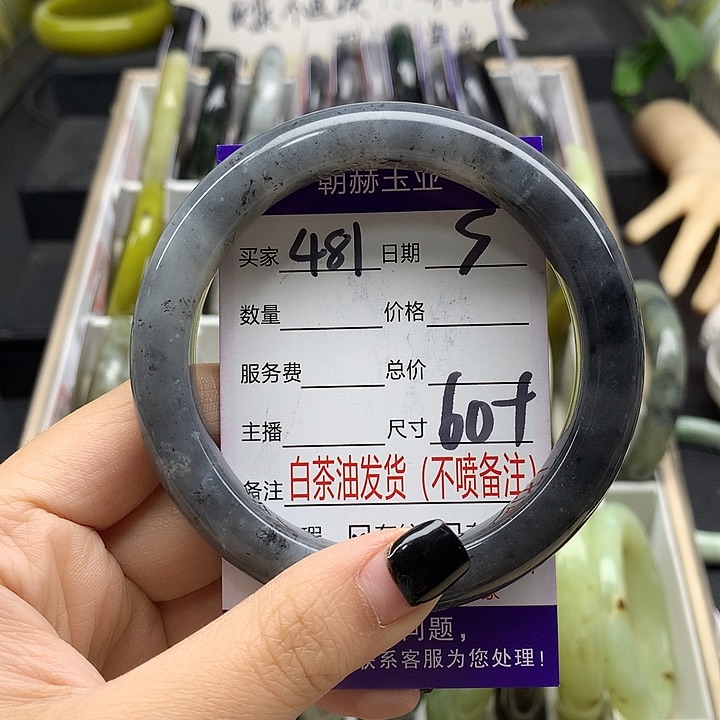 朝赫玉业
买家 481 日期 5
数量 价格
服务费 总价
主播 尺寸 60+
备注 白茶油发货（不喷备注）
理
问题，
联系客服为您处理！